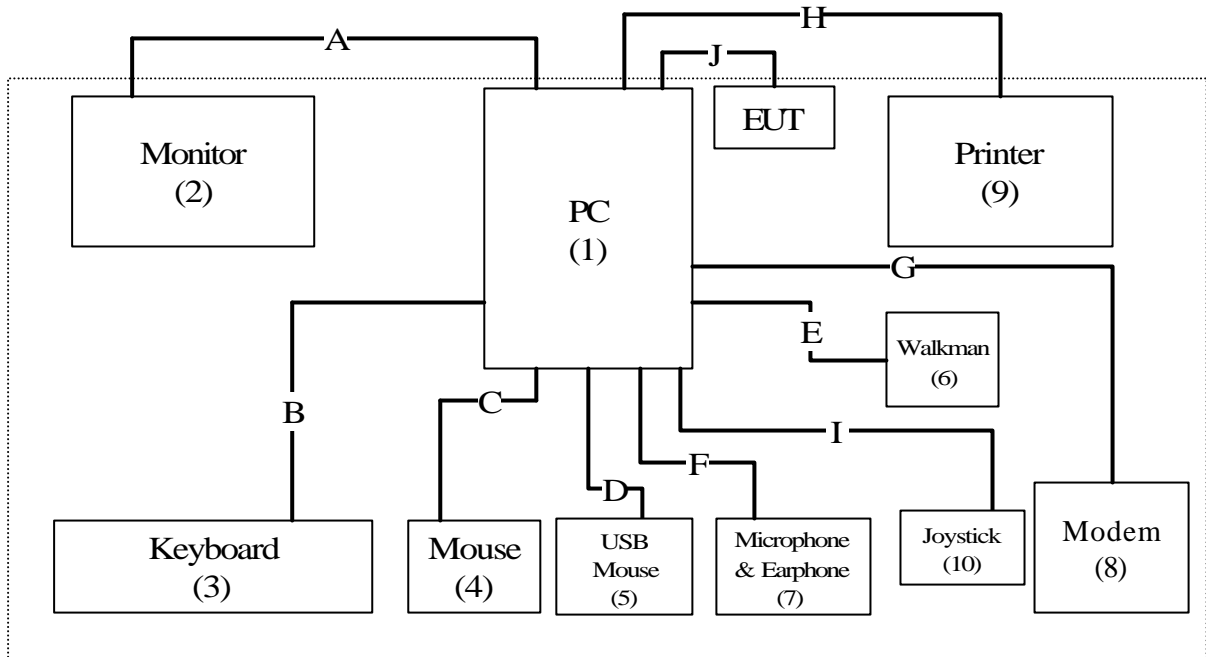 H
A
J
EUT
Monitor
(2)
Printer
(9)
PC
(1)
G
E
Walkman
(6)
B
C
I
F
D
Keyboard
(3)
Mouse
(4)
USB
Mouse
(5)
Microphone
& Earphone
(7)
Joystick
(10)
Modem
(8)